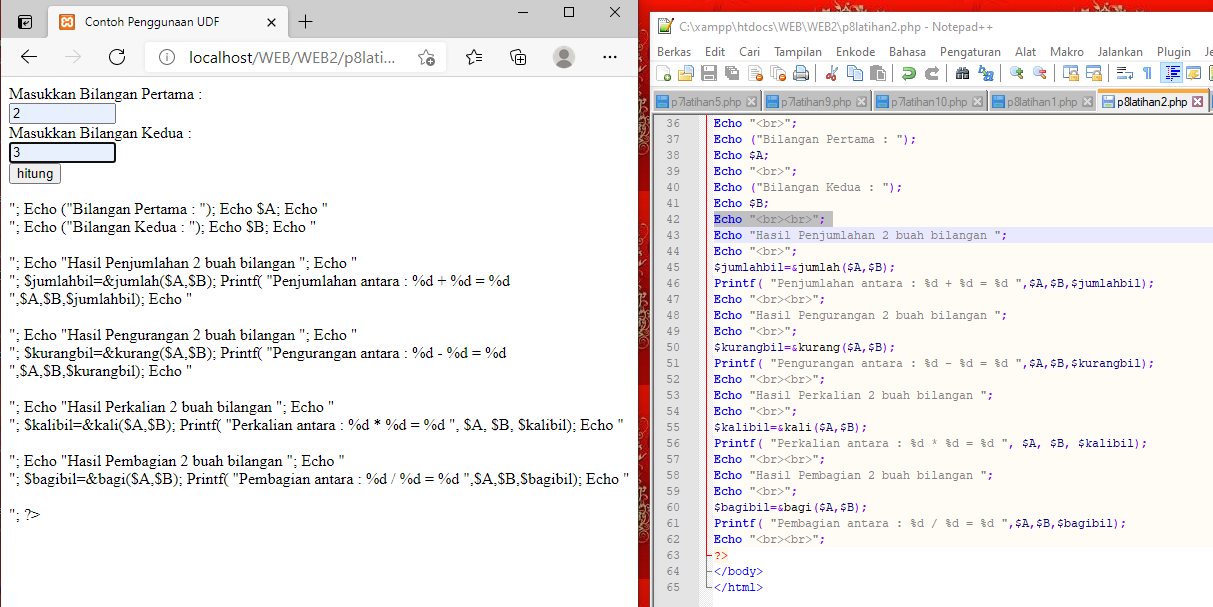 Contoh Penggunaan UDF
localhost/WEB/WEB2/p8lati...
Masukkan Bilangan Pertama :
2
Masukkan Bilangan Kedua :
3
hitung
"; Echo ("Bilangan Pertama : "); Echo $A; Echo "
"; Echo ("Bilangan Kedua : "); Echo $B; Echo "
"; Echo "Hasil Penjumlahan 2 buah bilangan "; Echo "
"; $jumlahbil=&jumlah($A,$B); Printf( "Penjumlahan antara : %d + %d = %d
",$A,$B,$jumlahbil); Echo "
"; Echo "Hasil Pengurangan 2 buah bilangan "; Echo "
"; $kurangbil=&kurang($A,$B); Printf( "Pengurangan antara : %d - %d = %d
",$A,$B,$kurangbil); Echo "
"; Echo "Hasil Perkalian 2 buah bilangan "; Echo "
"; $kalibil=&kali($A,$B); Printf( "Perkalian antara : %d * %d = %d ", $A, $B, $kalibil); Echo "
"; Echo "Hasil Pembagian 2 buah bilangan "; Echo "
"; $bagibil=&bagi($A,$B); Printf( "Pembagian antara : %d / %d = %d ",$A,$B,$bagibil); Echo "
"; ?>
C:\xampp\htdocs\WEB\WEB2\p8latihan2.php - Notepad++
Berkas Edit Cari Tampilan Enkode Bahasa Pengaturan Alat Makro Jalankan Plugin Je
p7latihan5.php p7latihan9.php p7latihan10.php p8latihan1.php p8latihan2.php
36 Echo "<br>";
37 Echo ("Bilangan Pertama : ");
38 Echo $A;
39 Echo "<br>";
40 Echo ("Bilangan Kedua : ");
41 Echo $B;
42 Echo "<br><br>";
43 Echo "Hasil Penjumlahan 2 buah bilangan ";
44 Echo "<br>";
45 $jumlahbil=&jumlah($A,$B);
46 Printf( "Penjumlahan antara : %d + %d = %d ",$A,$B,$jumlahbil);
47 Echo "<br><br>";
48 Echo "Hasil Pengurangan 2 buah bilangan ";
49 Echo "<br>";
50 $kurangbil=&kurang($A,$B);
51 Printf( "Pengurangan antara : %d - %d = %d ",$A,$B,$kurangbil);
52 Echo "<br><br>";
53 Echo "Hasil Perkalian 2 buah bilangan ";
54 Echo "<br>";
55 $kalibil=&kali($A,$B);
56 Printf( "Perkalian antara : %d * %d = %d ", $A, $B, $kalibil);
57 Echo "<br><br>";
58 Echo "Hasil Pembagian 2 buah bilangan ";
59 Echo "<br>";
60 $bagibil=&bagi($A,$B);
61 Printf( "Pembagian antara : %d / %d = %d ",$A,$B,$bagibil);
62 Echo "<br><br>";
63 ?>
64 </body>
65 </html>